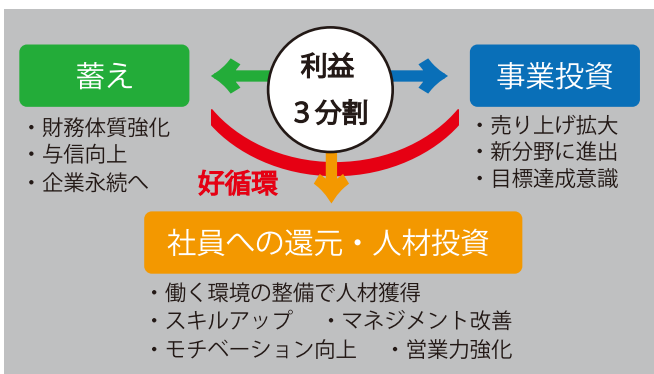 利益
３分割
蓄え
・財務体質強化
・与信向上
・企業永続へ
事業投資
・売り上げ拡大
・新分野に進出
・目標達成意識
好循環
社員への還元・人材投資
・働く環境の整備で人材獲得
・スキルアップ ・マネジメント改善
・モチベーション向上 ・営業力強化